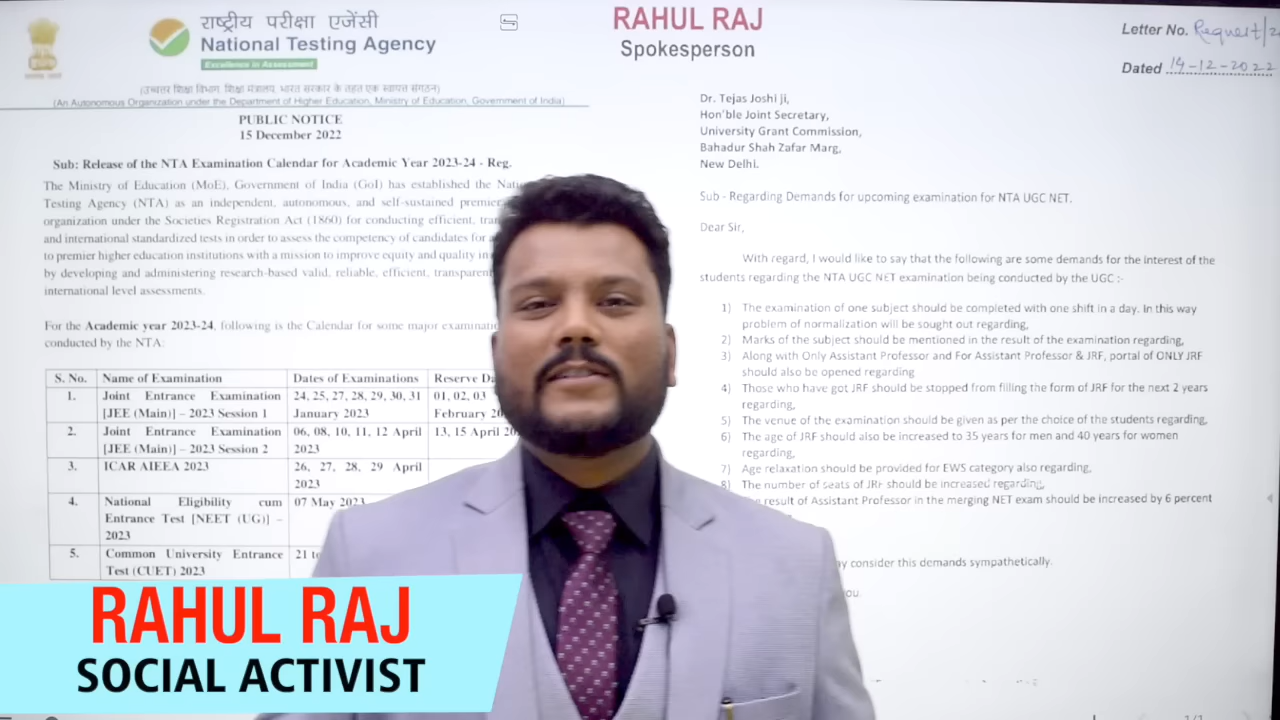 राष्ट्रीय परीक्षा एजेंसी
National Testing Agency
Excellence in Assessment
(उच्चतर शिक्षा विभाग, शिक्षा मंत्रालय, भारत सरकार के तहत एक स्वायत्त संगठन)
(An Autonomous Organization under the Department of Higher Education, Ministry of Education, Government of India)
PUBLIC NOTICE
15 December 2022
Sub: Release of the NTA Examination Calendar for Academic Year 2023-24 - Reg.
The Ministry of Education (MoE), Government of India (GoI) has established the
Testing Agency (NTA) as an independent, autonomous, and self-sustained premier
organization under the Societies Registration Act (1860) for conducting efficient,
and international standardized tests in order to assess the competency of candidates for
to premier higher education institutions with a mission to improve equity and quality in
by developing and administering research-based valid, reliable, efficient, transparent
international level assessments.
For the Academic year 2023-24, following is the Calendar for some major
conducted by the NTA:
S. No. Name of Examination Dates of Examinations Reserve
1. Joint Entrance Examination 24, 25, 27, 28, 29, 30, 31 01, 02, 03
[JEE (Main)] – 2023 Session 1 January 2023 February
2. Joint Entrance Examination 06, 08, 10, 11, 12 April 13, 15 April
[JEE (Main)] – 2023 Session 2 2023
3. ICAR AIEEA 2023 26, 27, 28, 29 April
2023
4. National Eligibility cum 07 May 2023
Entrance Test [NEET (UG)] –
2023
5. Common University Entrance 21 to
Test (CUET) 2023
RAHUL RAJ
Spokesperson
Letter No. Request/
Dated 14-12-2022
Dr. Tejas Joshi ji,
Hon'ble Joint Secretary,
University Grant Commission,
Bahadur Shah Zafar Marg,
New Delhi.
Sub - Regarding Demands for upcoming examination for NTA UGC NET.
Dear Sir,
With regard, I would like to say that the following are some demands for the interest of the
students regarding the NTA UGC NET examination being conducted by the UGC :-
1) The examination of one subject should be completed with one shift in a day. In this way
problem of normalization will be sought out regarding,
2) Marks of the subject should be mentioned in the result of the examination regarding,
3) Along with Only Assistant Professor and For Assistant Professor & JRF, portal of ONLY JRF
should also be opened regarding
4) Those who have got JRF should be stopped from filling the form of JRF for the next 2 years
regarding,
5) The venue of the examination should be given as per the choice of the students regarding,
6) The age of JRF should also be increased to 35 years for men and 40 years for women
regarding,
7) Age relaxation should be provided for EWS category also regarding,
8) The number of seats of JRF should be increased regarding,
result of Assistant Professor in the merging NET exam should be increased by 6 percent
consider this demands sympathetically.
RAHUL RAJ
SOCIAL ACTIVIST
1/1